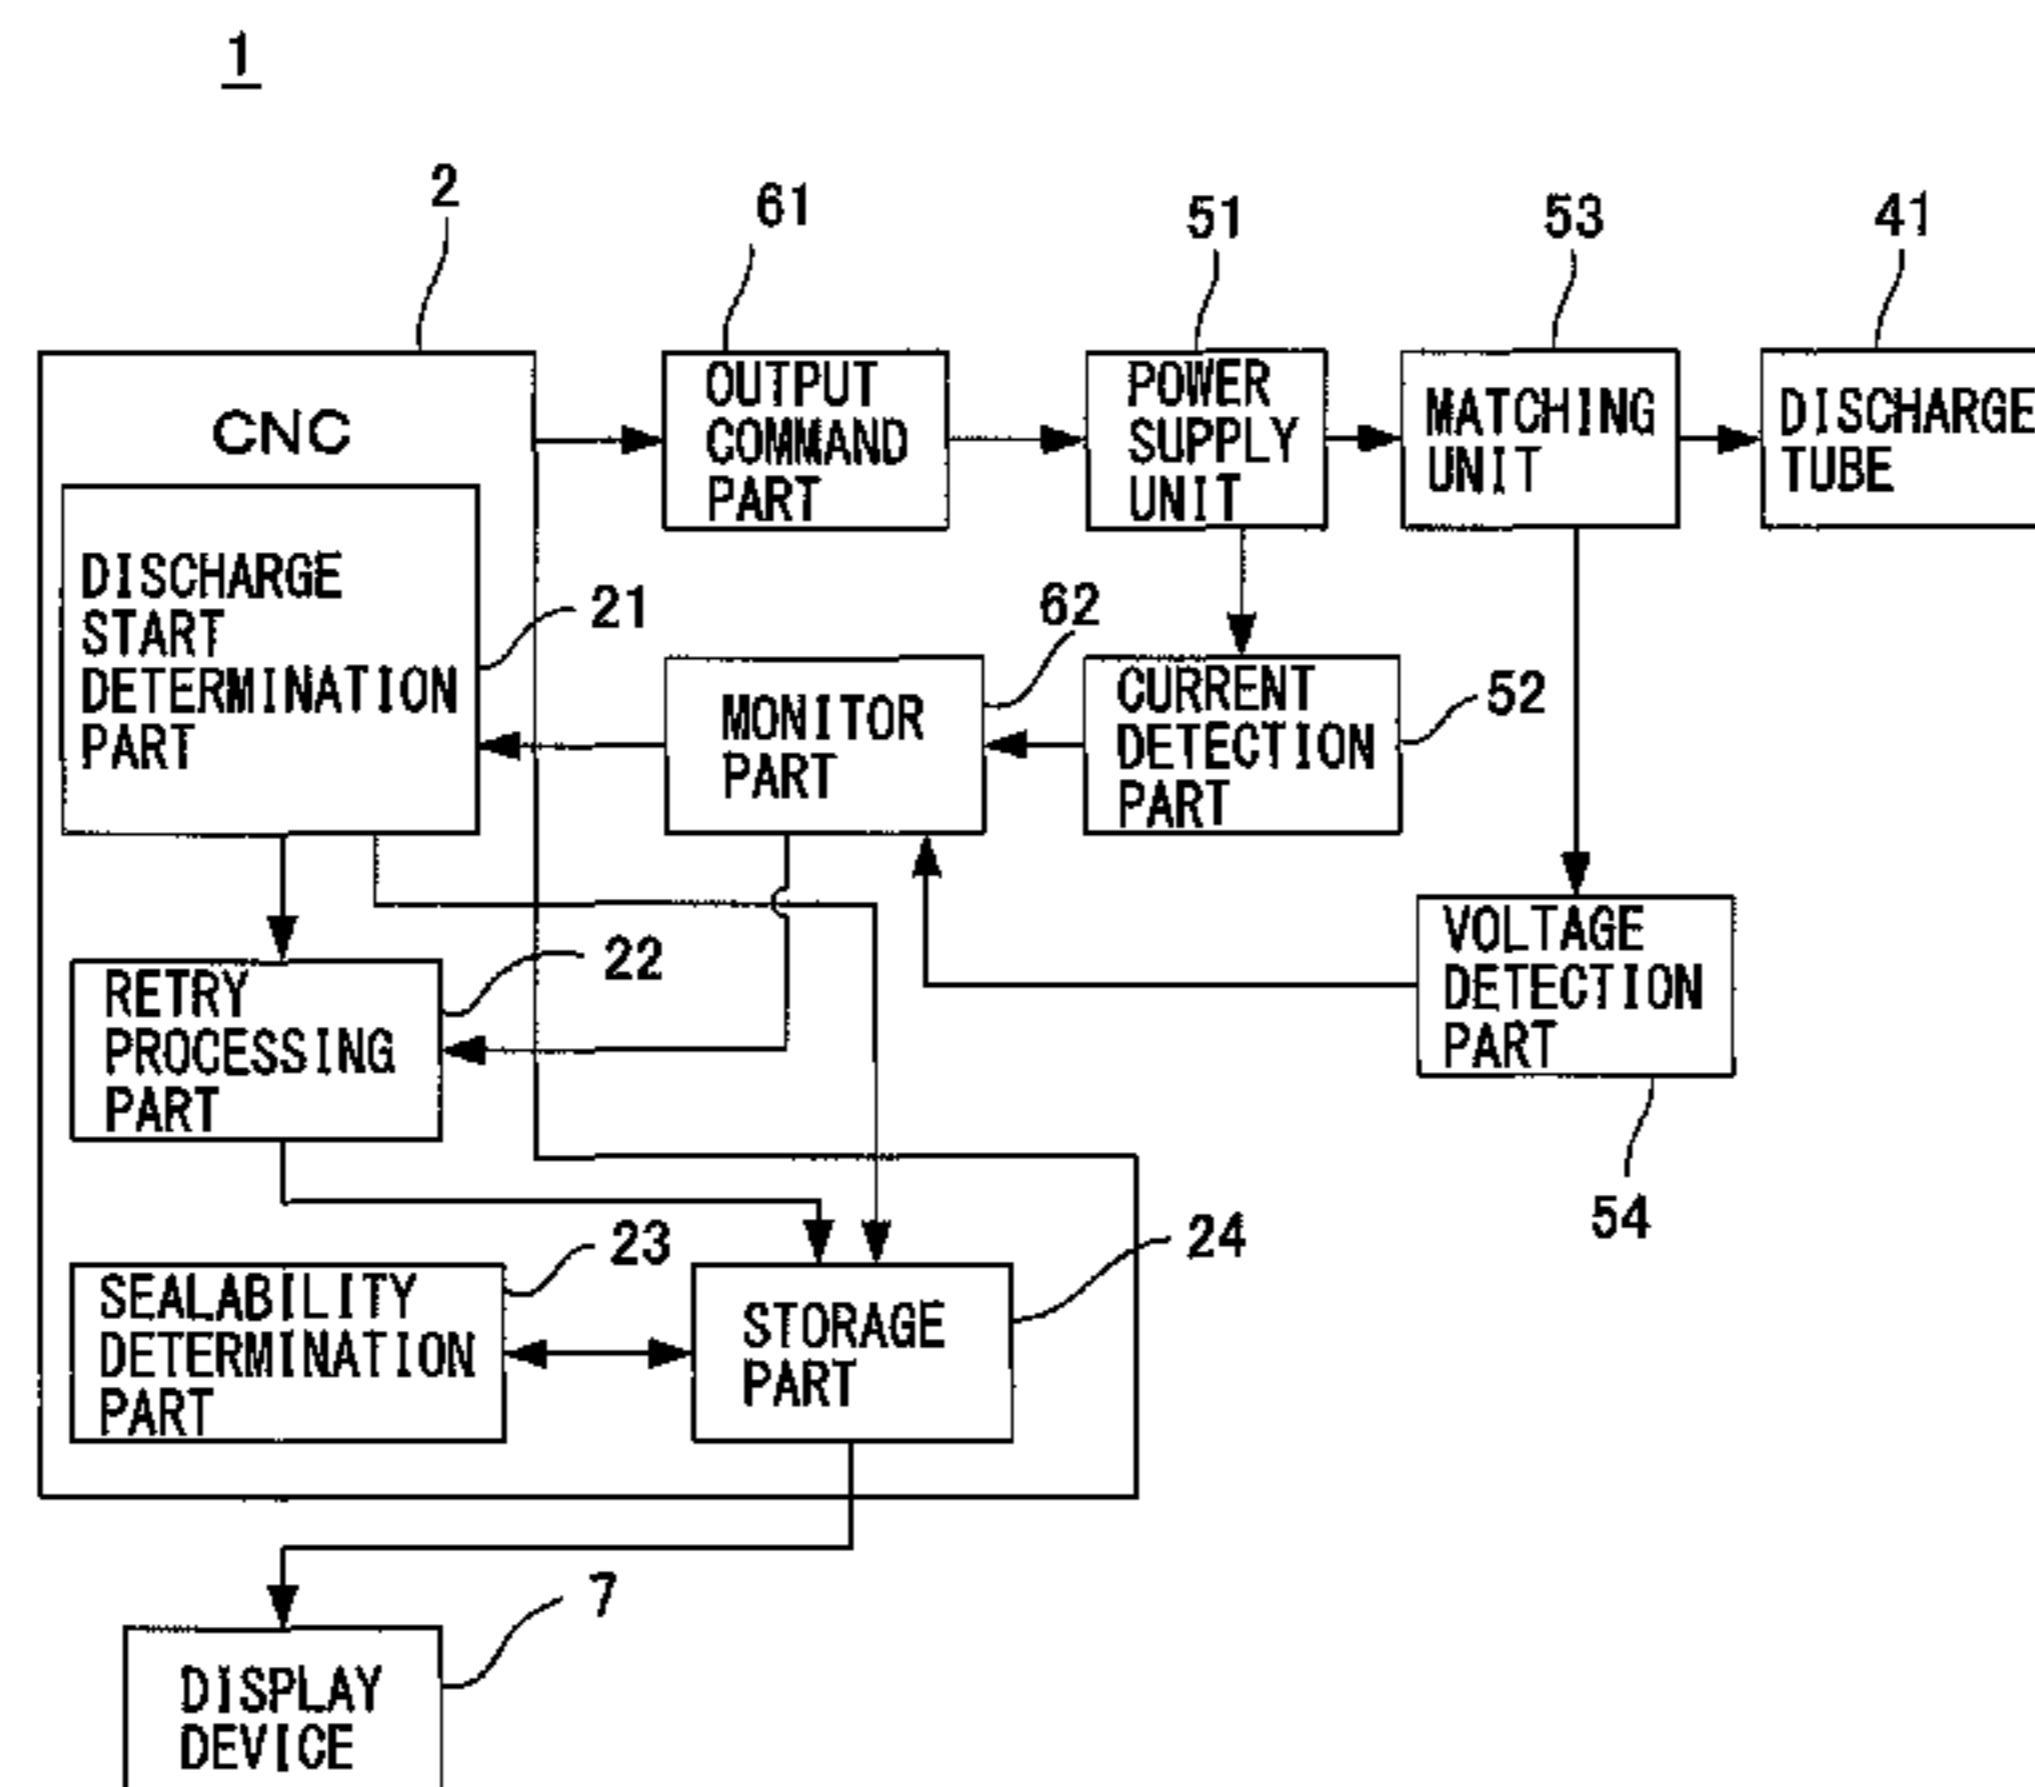 1
2
61
51
53
41
CNC
OUTPUT
COMMAND
PART
POWER
SUPPLY
UNIT
MATCHING
UNIT
DISCHARGE
TUBE
DISCHARGE
START
DETERMINATION
PART
21
MONITOR
PART
62
CURRENT
DETECTION
PART
52
RETRY
PROCESSING
PART
22
VOLTAGE
DETECTION
PART
54
SEALABILITY
DETERMINATION
PART
23
STORAGE
PART
24
7
DISPLAY
DEVICE